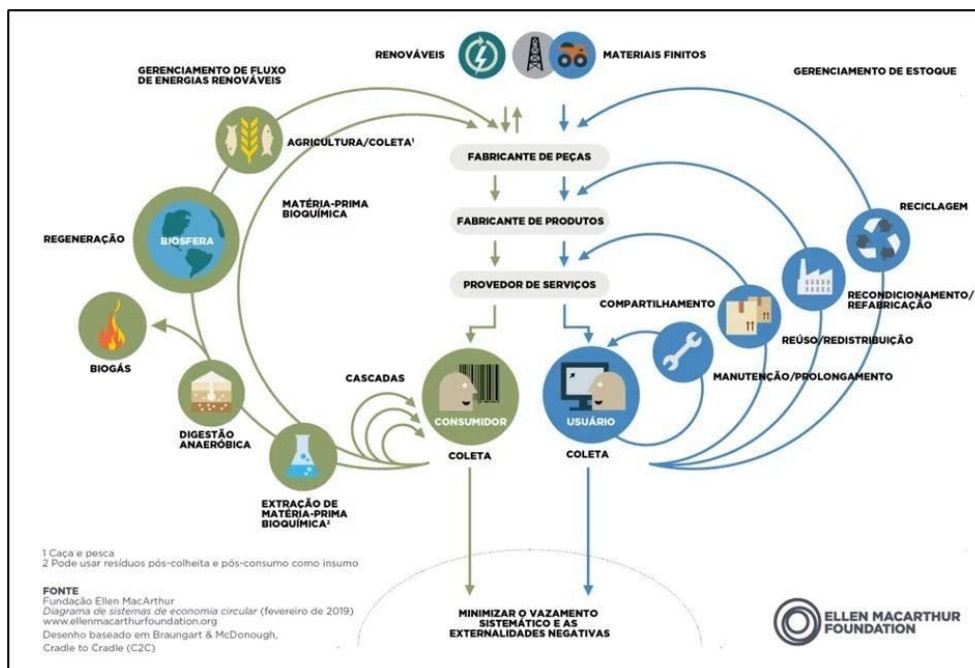 RENOVÁVEIS
MATERIAIS FINITOS
GERENCIAMENTO DE FLUXO
DE ENERGIAS RENOVÁVEIS
GERENCIAMENTO DE ESTOQUE
AGRICULTURA/COLETA¹
FABRICANTE DE PEÇAS
MATÉRIA-PRIMA
BIOQUÍMICA
RECICLAGEM
FABRICANTE DE PRODUTOS
REGENERAÇÃO
BIOSFERA
PROVEDOR DE SERVIÇOS
COMPARTILHAMENTO
RECONDICIONAMENTO/
REFABRICAÇÃO
REÚSO/REDISTRIBUIÇÃO
BIOGÁS
CASCADAS
MANUTENÇÃO/PROLONGAMENTO
CONSUMIDOR
USUÁRIO
DIGESTÃO
ANAERÓBICA
COLETA
COLETA
EXTRAÇÃO DE
MATÉRIA-PRIMA
BIOQUÍMICA²
1 Caça e pesca
2 Pode usar resíduos pós-colheita e pós-consumo como insumo
FONTE
Fundação Ellen MacArthur
Diagrama de sistemas de economia circular (fevereiro de 2019)
www.ellenmacarthurfoundation.org
Desenho baseado em Braungart & McDonough,
Cradle to Cradle (C2C)
MINIMIZAR O VAZAMENTO
SISTEMÁTICO E AS
EXTERNALIDADES NEGATIVAS
ELLEN MACARTHUR
FOUNDATION